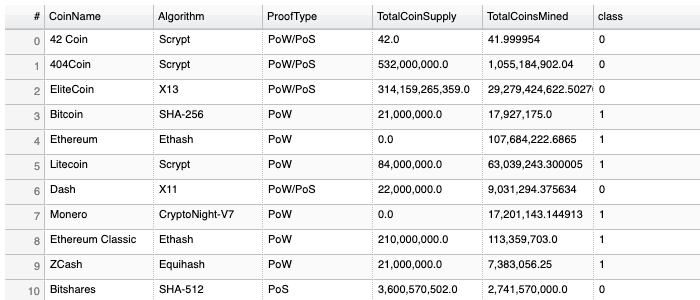 # CoinName Algorithm ProofType TotalCoinSupply TotalCoinsMined class
0 42 Coin Scrypt PoW/PoS 42.0 41.999954 0
1 404Coin Scrypt PoW/PoS 532,000,000.0 1,055,184,902.04 0
2 EliteCoin X13 PoW/PoS 314,159,265,359.0 29,279,424,622.5027 0
3 Bitcoin SHA-256 PoW 21,000,000.0 17,927,175.0 1
4 Ethereum Ethash PoW 0.0 107,684,222.6865 1
5 Litecoin Scrypt PoW 84,000,000.0 63,039,243.300005 1
6 Dash X11 PoW/PoS 22,000,000.0 9,031,294.375634 0
7 Monero CryptoNight-V7 PoW 0.0 17,201,143.144913 1
8 Ethereum Classic Ethash PoW 210,000,000.0 113,359,703.0 1
9 ZCash Equihash PoW 21,000,000.0 7,383,056.25 1
10 Bitshares SHA-512 PoS 3,600,570,502.0 2,741,570,000.0 0